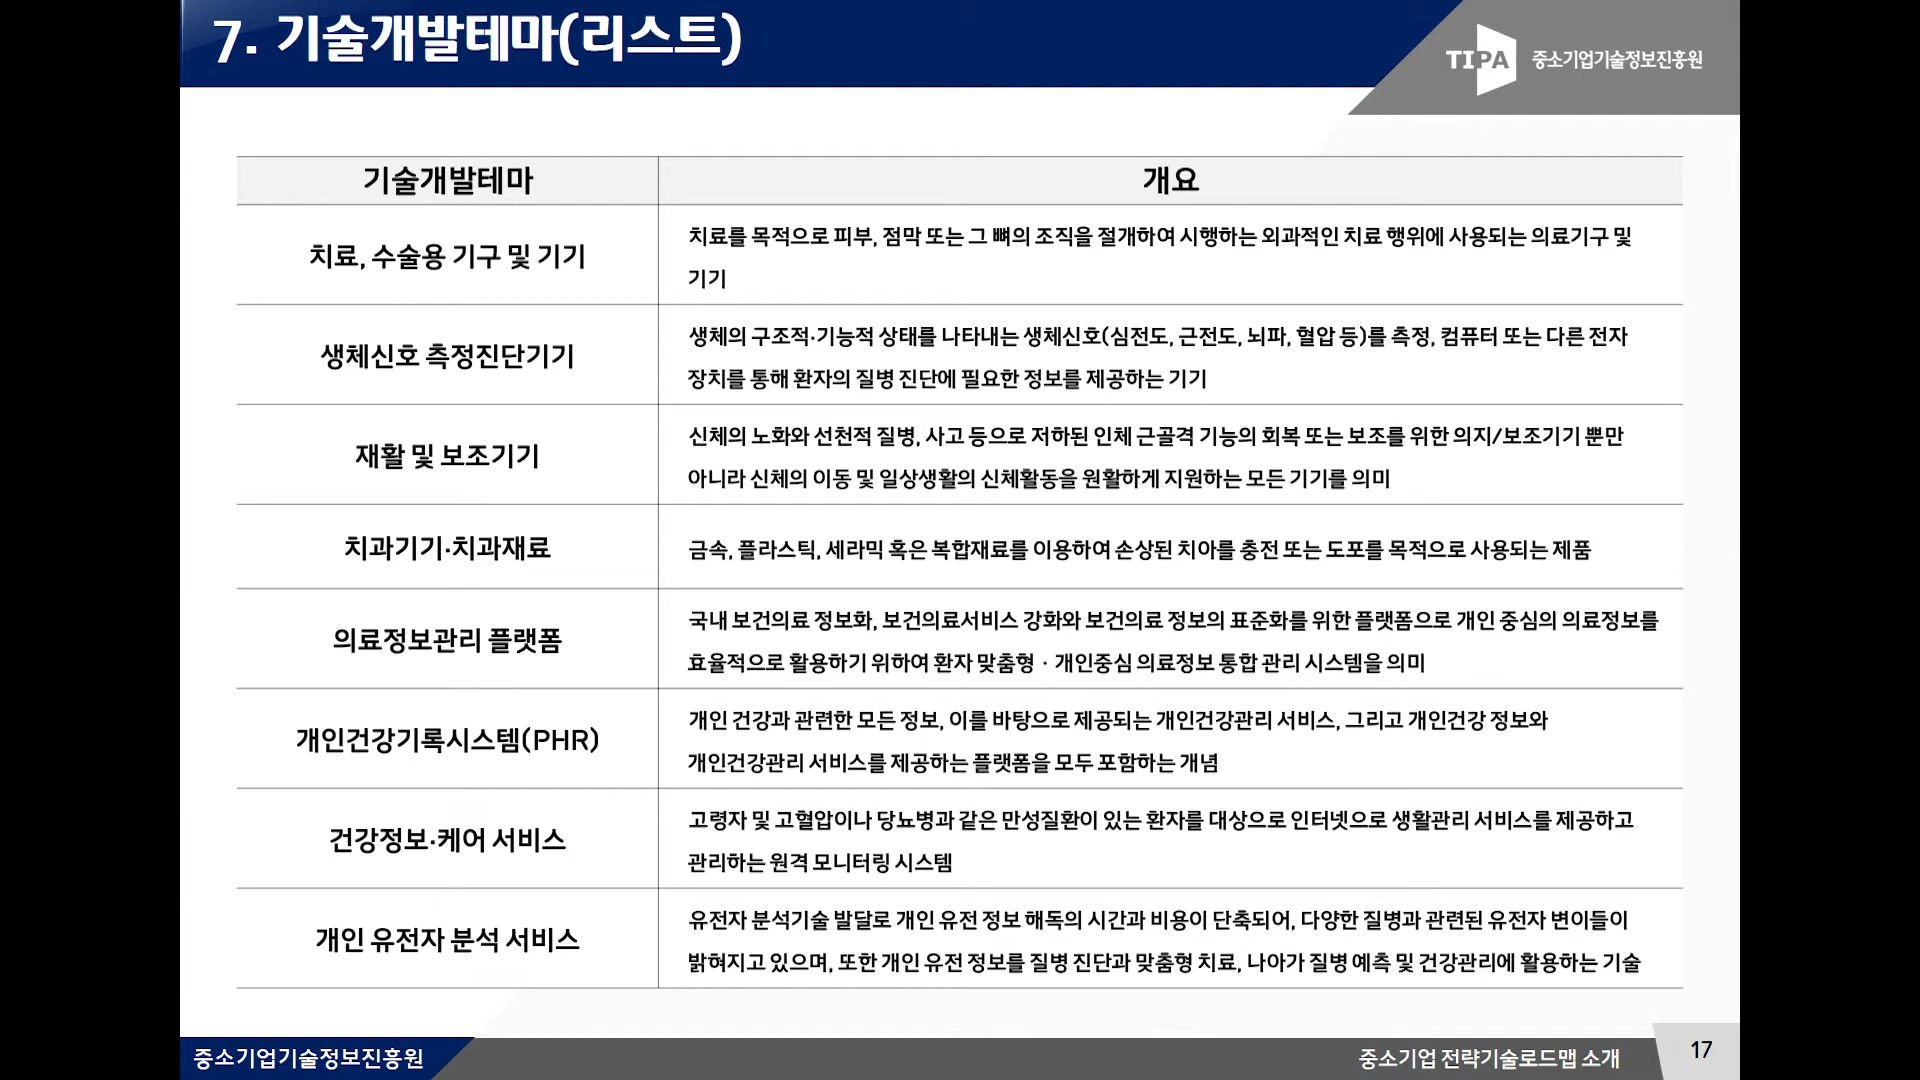 7. 기술개발테마(리스트)
TIPA 중소기업기술정보진흥원
기술개발테마
개요
치료, 수술용 기구 및 기기
치료를 목적으로 피부, 점막 또는 그 뼈의 조직을 절개하여 시행하는 외과적인 치료 행위에 사용되는 의료기구 및
기기
생체신호 측정진단기기
생체의 구조적·기능적 상태를 나타내는 생체신호(심전도, 근전도, 뇌파, 혈압 등)를 측정, 컴퓨터 또는 다른 전자
장치를 통해 환자의 질병 진단에 필요한 정보를 제공하는 기기
재활 및 보조기기
신체의 노화와 선천적 질병, 사고 등으로 저하된 인체 근골격 기능의 회복 또는 보조를 위한 의지/보조기기 뿐만
아니라 신체의 이동 및 일상생활의 신체활동을 원활하게 지원하는 모든 기기를 의미
치과기기·치과재료
금속, 플라스틱, 세라믹 혹은 복합재료를 이용하여 손상된 치아를 충전 또는 도포를 목적으로 사용되는 제품
의료정보관리 플랫폼
국내 보건의료 정보화, 보건의료서비스 강화와 보건의료 정보의 표준화를 위한 플랫폼으로 개인 중심의 의료정보를
효율적으로 활용하기 위하여 환자 맞춤형 · 개인중심 의료정보 통합 관리 시스템을 의미
개인건강기록시스템(PHR)
개인 건강과 관련한 모든 정보, 이를 바탕으로 제공되는 개인건강관리 서비스, 그리고 개인건강 정보와
개인건강관리 서비스를 제공하는 플랫폼을 모두 포함하는 개념
건강정보·케어 서비스
고령자 및 고혈압이나 당뇨병과 같은 만성질환이 있는 환자를 대상으로 인터넷으로 생활관리 서비스를 제공하고
관리하는 원격 모니터링 시스템
개인 유전자 분석 서비스
유전자 분석기술 발달로 개인 유전 정보 해독의 시간과 비용이 단축되어, 다양한 질병과 관련된 유전자 변이들이
밝혀지고 있으며, 또한 개인 유전 정보를 질병 진단과 맞춤형 치료, 나아가 질병 예측 및 건강관리에 활용하는 기술
중소기업기술정보진흥원
중소기업 전략기술로드맵 소개
17